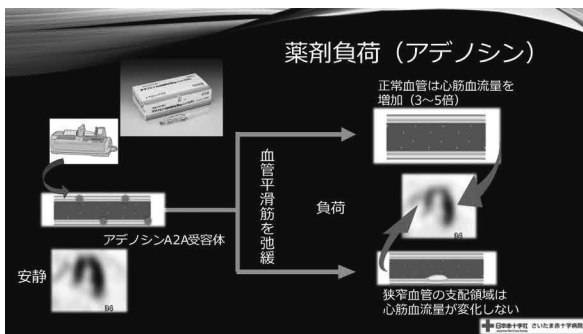 薬剤負荷（アデノシン）
正常血管は心筋血流量を
増加（3～5倍）
血管平滑筋を弛緩
負荷
アデノシンA2A受容体
安静
狭窄血管の支配領域は
心筋血流量が変化しない
日本赤十字社 さいたま赤十字病院